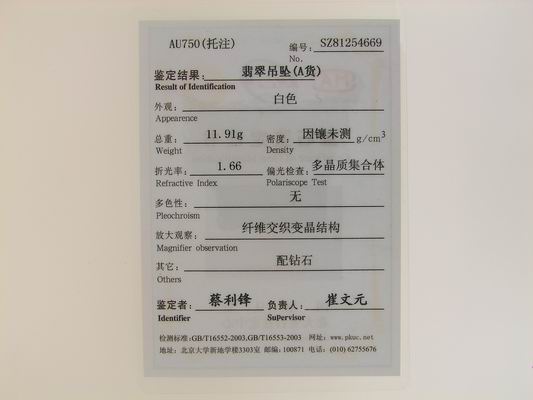 AU750(托注)
编号: SZ81254669
No.
鉴定结果: 翡翠吊坠(A货)
Result of Identification
外观: 白色
Appearence
总重: 11.91g 密度: 因镶未测 g/cm³
Weight Density
折光率: 1.66 偏光检查: 多晶质集合体
Refractive Index Polariscope Test
多色性: 无
Pleochroism
放大观察: 纤维交织变晶结构
Magnifier observation
其它: 配钻石
Others
鉴定者: 蔡利锋 负责人: 崔文元
Identifier SuPervisor
检测标准:GB/T16552-2003,GB/T16553-2003 网址: www.pkuc.net
地址: 北京大学新地学楼3303室 邮编:100871 电话: (010) 62755676